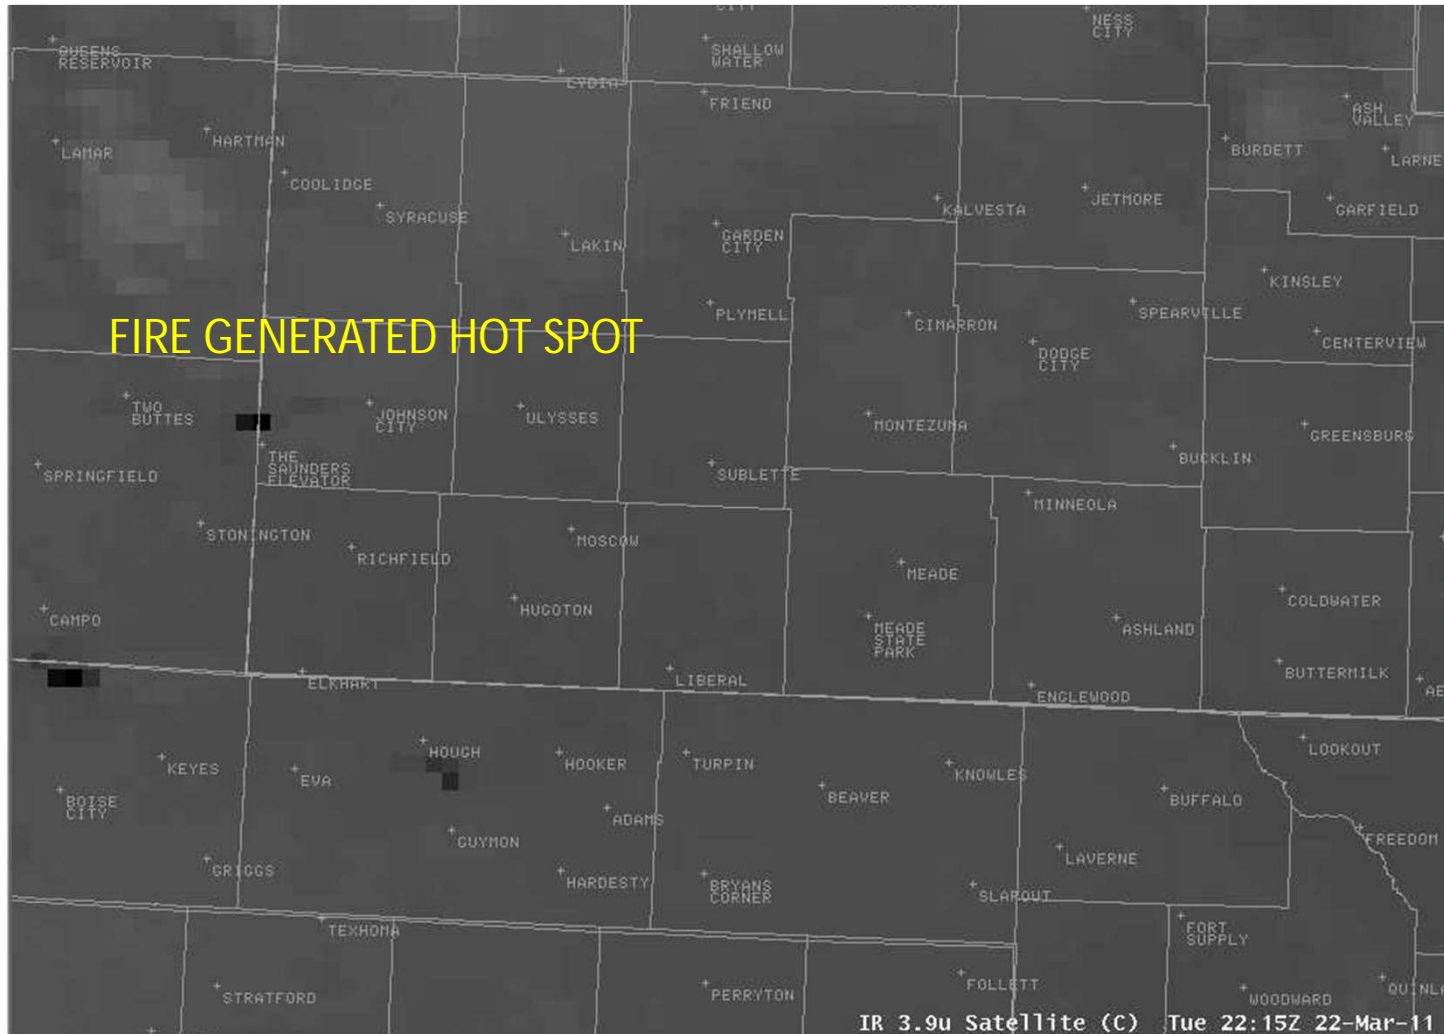 CITY
NESS
CITY
QUEENS
RESERVOIR
SHALLOW
WATER
LYDIA
FRIEND
ASH
VALLEY
HARTMAN
LAMAR
BURDETT
LARNE
COOLIDGE
SYRACUSE
KALVESTA
JETMORE
GARFIELD
LAKIN
GARDEN
CITY
KINSLEY
PLYMELL
CIMARRON
SPEARVILLE
FIRE GENERATED HOT SPOT
DODGE
CITY
CENTERVIEW
TWO
BUTTES
JOHNSON
CITY
ULYSSES
MONTEZUMA
GREENSBURG
THE
SAUNDERS
ELEVATOR
SPRINGFIELD
SUBLETTE
BUCKLIN
MINNEOLA
STONINGTON
RICHFIELD
MOSCOW
MEADE
HUGOTON
COLDWATER
CAMPO
MEADE
STATE
PARK
ASHLAND
ELKHART
LIBERAL
ENGLEWOOD
BUTTERMILK
AE
HOUGH
LOOKOUT
KEYES
EVA
HOOKER
TURPIN
KNOWLES
BOISE
CITY
BEAVER
BUFFALO
ADAMS
GUYMON
FREEDOM
GRIGGS
HARDESTY
BRYANS
CORNER
SLAPOUT
LAVERNE
TEXHOMA
FORT
SUPPLY
STRATFORD
PERRYTON
FOLLETT
WOODWARD
QUINLA
IR 3.9u Satellite (C) Tue 22:15Z 22-Mar-11